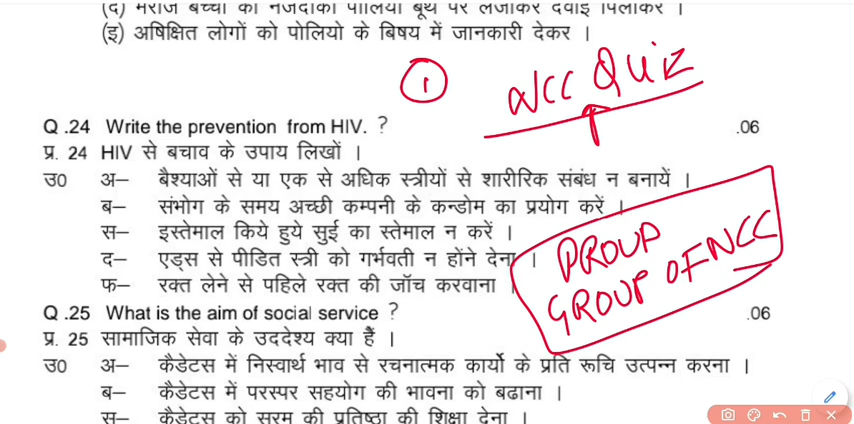 (द) मरीज बच्चों को नजदीकी पोलियो बूथ पर लेजाकर दवाई पिलाकर ।
(इ) अषिक्षित लोगों को पोलियो के बिषय में जानकारी देकर ।
1
NCC QUIZ
Q .24 Write the prevention from HIV. ? .06
प्र. 24 HIV से बचाव के उपाय लिखों ।
उ0 अ– बैश्याओं से या एक से अधिक स्त्रीयों से शारीरिक संबंध न बनायें ।
ब– संभोग के समय अच्छी कम्पनी के कन्डोम का प्रयोग करें ।
स– इस्तेमाल किये हुये सुई का स्तेमाल न करें ।
द– एड्स से पीडित स्त्री को गर्भवती न होंने देना ।
फ– रक्त लेने से पहिले रक्त की जॉच करवाना
PROUP
GROUP OF NCC
Q .25 What is the aim of social service ? .06
प्र. 25 सामाजिक सेवा के उददेश्य क्या हैं ।
उ0 अ– कैडेटस में निस्वार्थ भाव से रचनात्मक कार्यो के प्रति रूचि उत्पन्न करना ।
ब– कैडेटस में परस्पर सहयोग की भावना को बढाना ।
स– कैडेटस को सरम की प्रतिष्ठा की शिक्षा देना ।